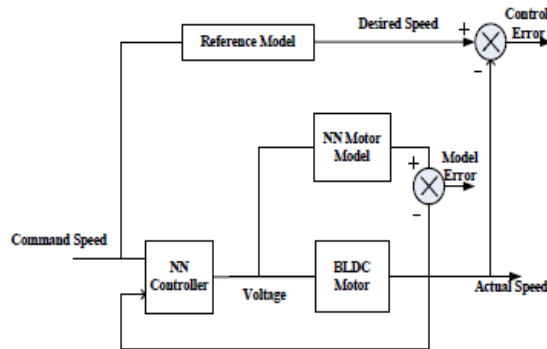 Control
Error
Desired Speed
+
Reference Model
−
NN Motor
Model
Model
Error
+
−
Command Speed
NN
Controller
Voltage
BLDC
Motor
Actual Speed